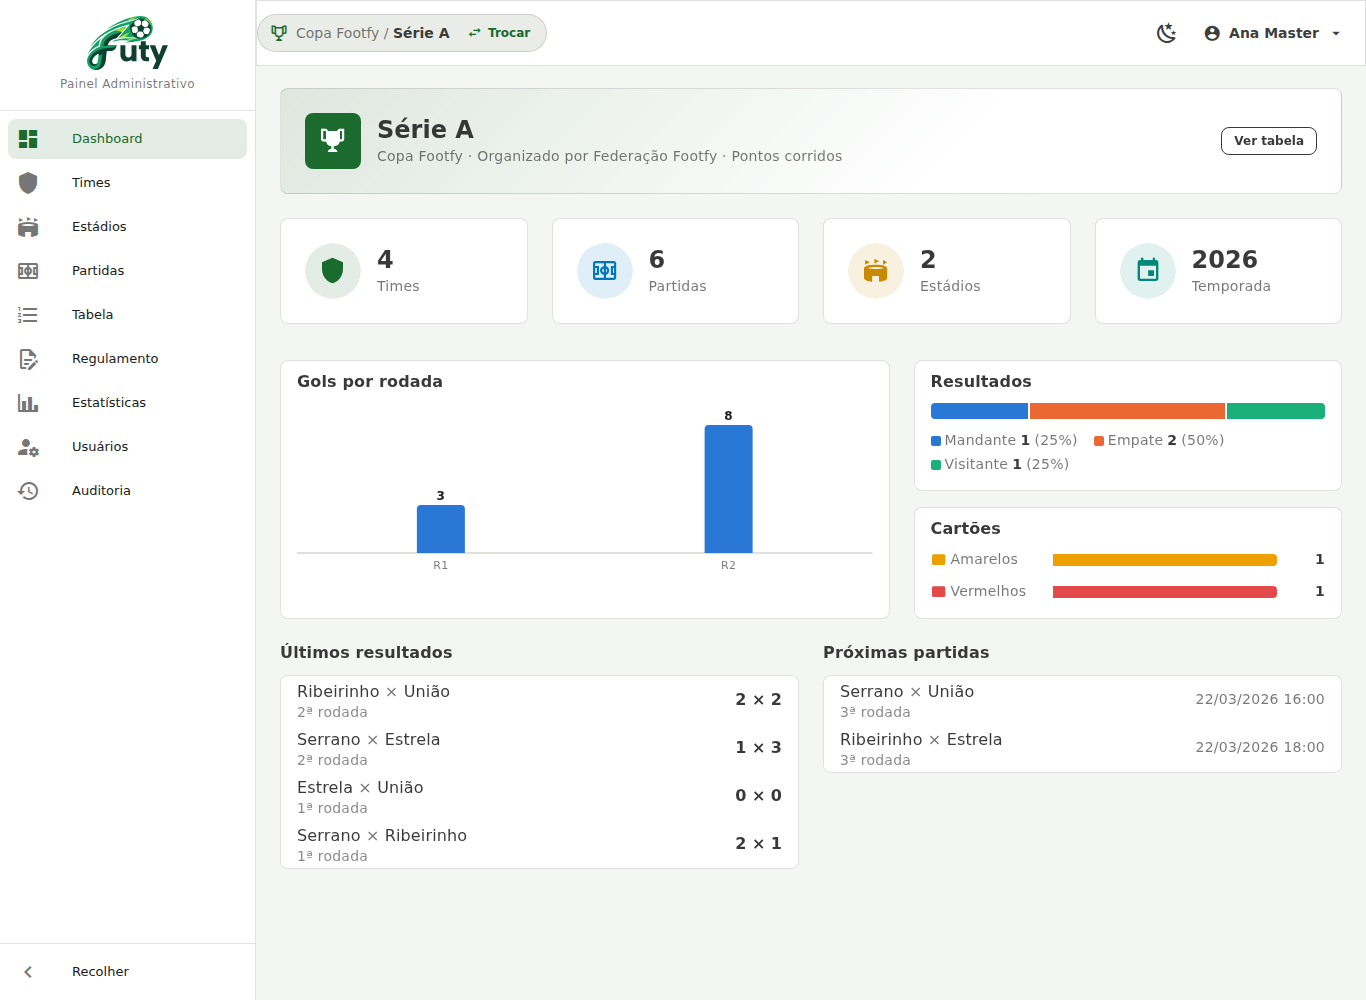 Futy
Painel Administrativo
Dashboard
Times
Estádios
Partidas
Tabela
Regulamento
Estatísticas
Usuários
Auditoria
Recolher
Copa Footfy / Série A Trocar
Ana Master
Série A
Copa Footfy · Organizado por Federação Footfy · Pontos corridos
Ver tabela
4
Times
6
Partidas
2
Estádios
2026
Temporada
Gols por rodada
3
8
R1
R2
Resultados
Mandante 1 (25%) Empate 2 (50%)
Visitante 1 (25%)
Cartões
Amarelos 1
Vermelhos 1
Últimos resultados
Ribeirinho × União 2 × 2
2ª rodada
Serrano × Estrela 1 × 3
2ª rodada
Estrela × União 0 × 0
1ª rodada
Serrano × Ribeirinho 2 × 1
1ª rodada
Próximas partidas
Serrano × União 22/03/2026 16:00
3ª rodada
Ribeirinho × Estrela 22/03/2026 18:00
3ª rodada